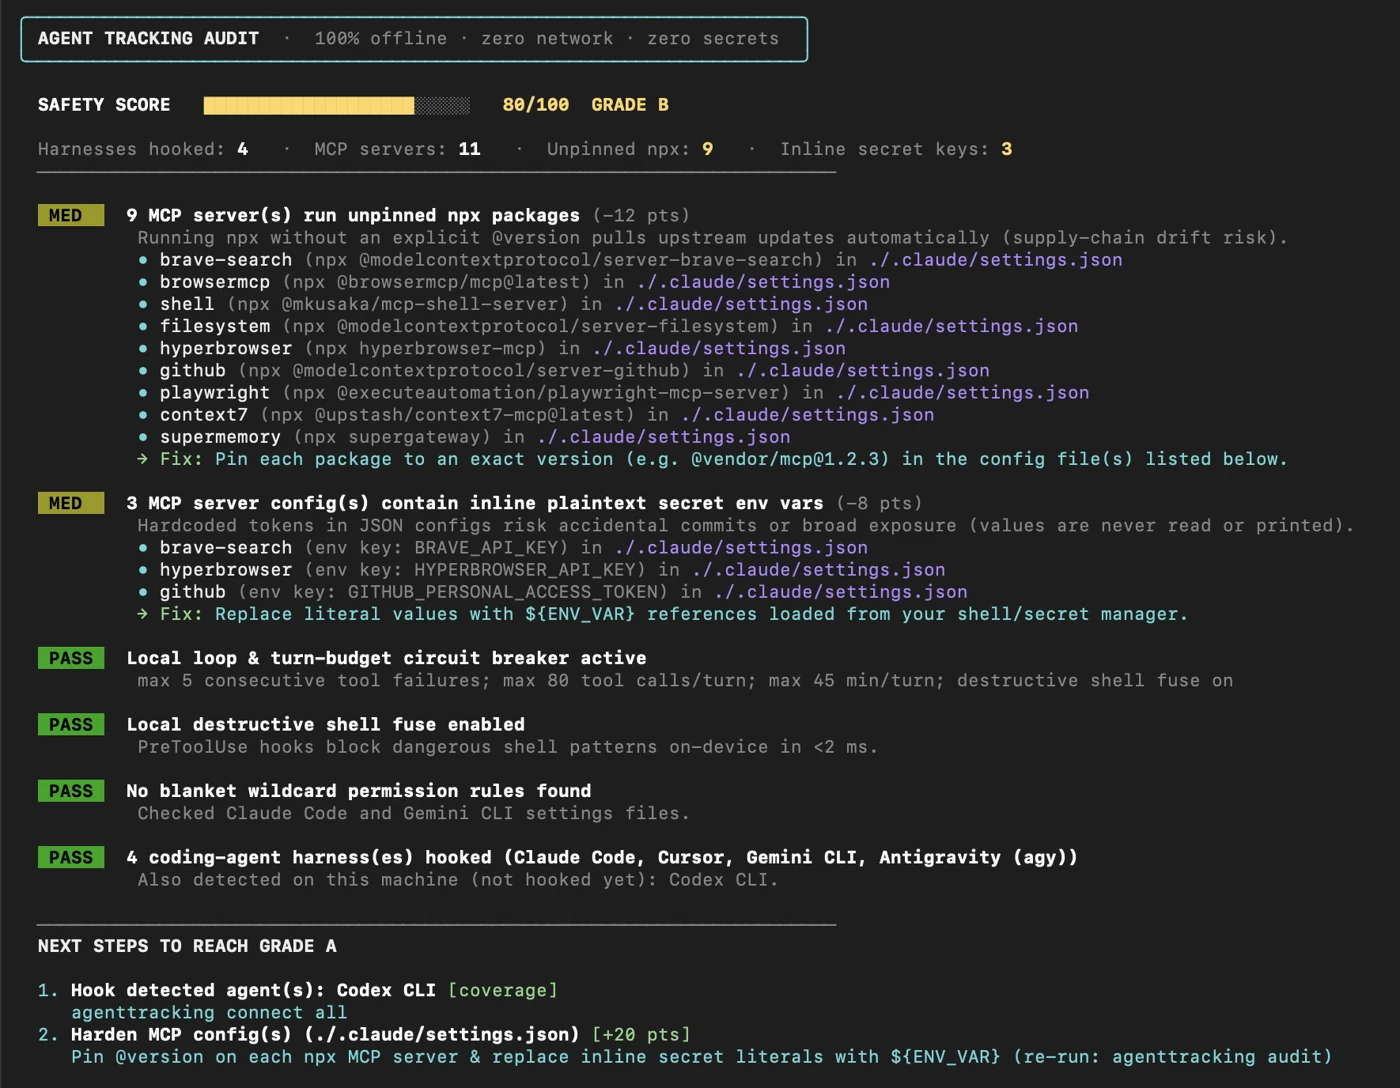 AGENT TRACKING AUDIT · 100% offline · zero network · zero secrets
SAFETY SCORE 80/100 GRADE B
Harnesses hooked: 4 · MCP servers: 11 · Unpinned npx: 9 · Inline secret keys: 3
MED 9 MCP server(s) run unpinned npx packages (-12 pts)
Running npx without an explicit @version pulls upstream updates automatically (supply-chain drift risk).
• brave-search (npx @modelcontextprotocol/server-brave-search) in ./.claude/settings.json
• browsermcp (npx @browsermcp/mcp@latest) in ./.claude/settings.json
• shell (npx @mkusaka/mcp-shell-server) in ./.claude/settings.json
• filesystem (npx @modelcontextprotocol/server-filesystem) in ./.claude/settings.json
• hyperbrowser (npx hyperbrowser-mcp) in ./.claude/settings.json
• github (npx @modelcontextprotocol/server-github) in ./.claude/settings.json
• playwright (npx @executeautomation/playwright-mcp-server) in ./.claude/settings.json
• context7 (npx @upstash/context7-mcp@latest) in ./.claude/settings.json
• supermemory (npx supergateway) in ./.claude/settings.json
→ Fix: Pin each package to an exact version (e.g. @vendor/mcp@1.2.3) in the config file(s) listed below.
MED 3 MCP server config(s) contain inline plaintext secret env vars (-8 pts)
Hardcoded tokens in JSON configs risk accidental commits or broad exposure (values are never read or printed).
• brave-search (env key: BRAVE_API_KEY) in ./.claude/settings.json
• hyperbrowser (env key: HYPERBROWSER_API_KEY) in ./.claude/settings.json
• github (env key: GITHUB_PERSONAL_ACCESS_TOKEN) in ./.claude/settings.json
→ Fix: Replace literal values with ${ENV_VAR} references loaded from your shell/secret manager.
PASS Local loop & turn-budget circuit breaker active
max 5 consecutive tool failures; max 80 tool calls/turn; max 45 min/turn; destructive shell fuse on
PASS Local destructive shell fuse enabled
PreToolUse hooks block dangerous shell patterns on-device in <2 ms.
PASS No blanket wildcard permission rules found
Checked Claude Code and Gemini CLI settings files.
PASS 4 coding-agent harness(es) hooked (Claude Code, Cursor, Gemini CLI, Antigravity (agy))
Also detected on this machine (not hooked yet): Codex CLI.
NEXT STEPS TO REACH GRADE A
1. Hook detected agent(s): Codex CLI [coverage]
agenttracking connect all
2. Harden MCP config(s) (./.claude/settings.json) [+20 pts]
Pin @version on each npx MCP server & replace inline secret literals with ${ENV_VAR} (re-run: agenttracking audit)